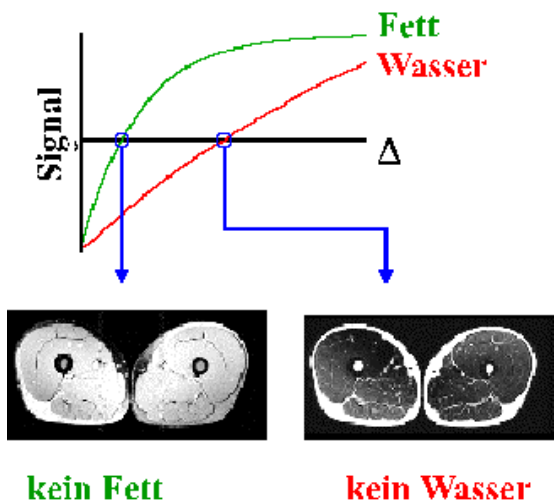 Fett
Wasser
Signal
Δ
kein Fett
kein Wasser